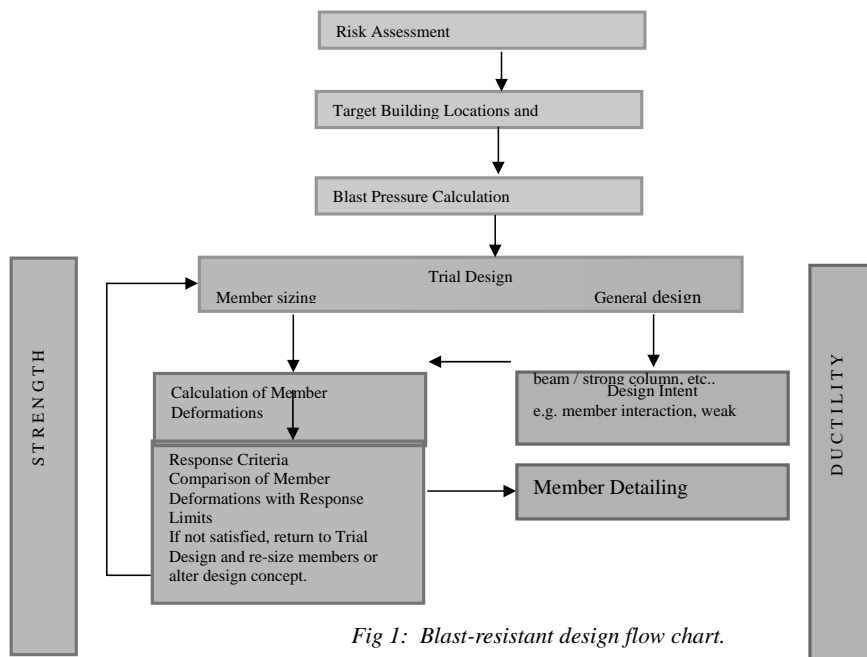 Risk Assessment
Target Building Locations and
Blast Pressure Calculation
Trial Design
Member sizing
General design
STRENGTH
DUCTILITY
Calculation of Member
Deformations
beam / strong column, etc..
Design Intent
e.g. member interaction, weak
Response Criteria
Comparison of Member
Deformations with Response
Limits
If not satisfied, return to Trial
Design and re-size members or
alter design concept.
Member Detailing
Fig 1: Blast-resistant design flow chart.